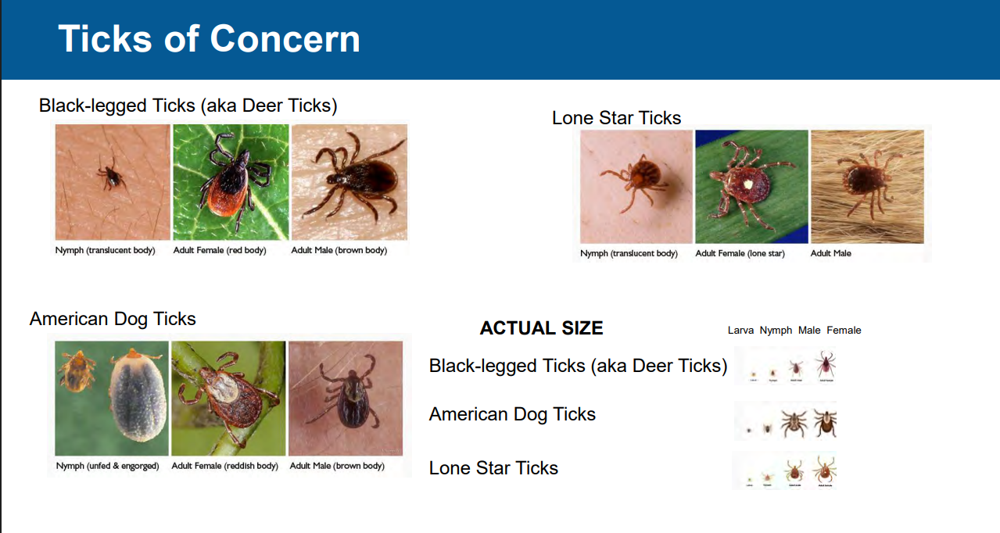 Ticks of Concern
Black-legged Ticks (aka Deer Ticks)
Nymph (translucent body) Adult Female (red body) Adult Male (brown body)
Lone Star Ticks
Nymph (translucent body) Adult Female (lone star) Adult Male
American Dog Ticks
Nymph (unfed & engorged) Adult Female (reddish body) Adult Male (brown body)
ACTUAL SIZE
Larva Nymph Male Female
Black-legged Ticks (aka Deer Ticks)
American Dog Ticks
Lone Star Ticks